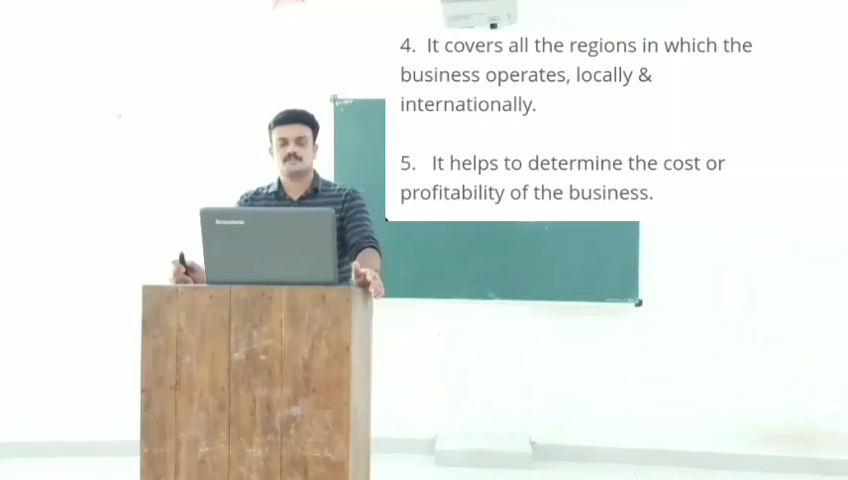 4. It covers all the regions in which the
business operates, locally &
internationally.
5. It helps to determine the cost or
profitability of the business.
lenovo